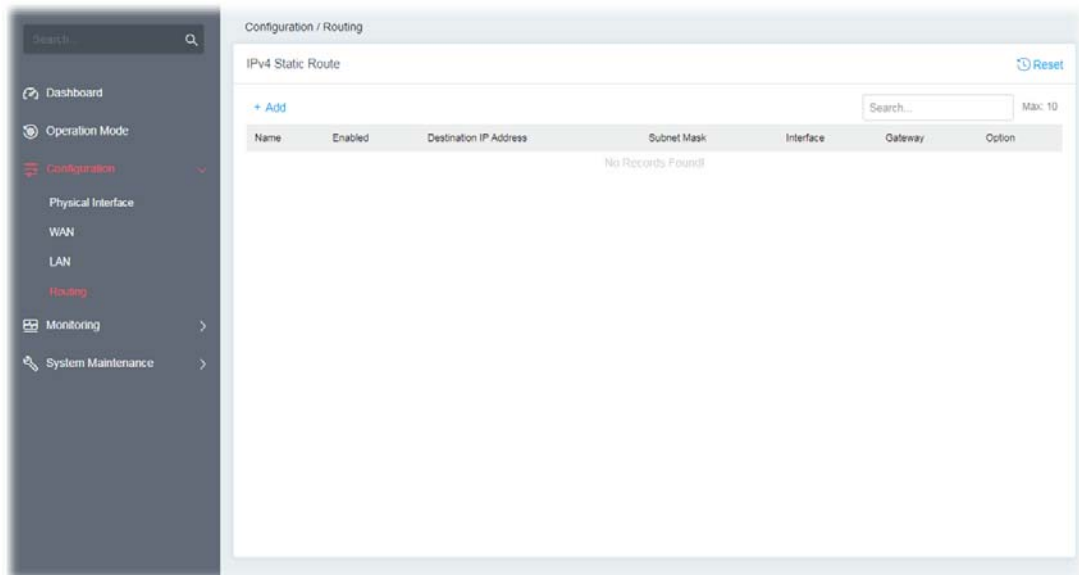 Search...
Dashboard
Operation Mode
Configuration
Physical Interface
WAN
LAN
Routing
Monitoring
System Maintenance
Configuration / Routing
IPv4 Static Route
Reset
+ Add
Search...
Max: 10
Name Enabled Destination IP Address Subnet Mask Interface Gateway Option
No Records Found!